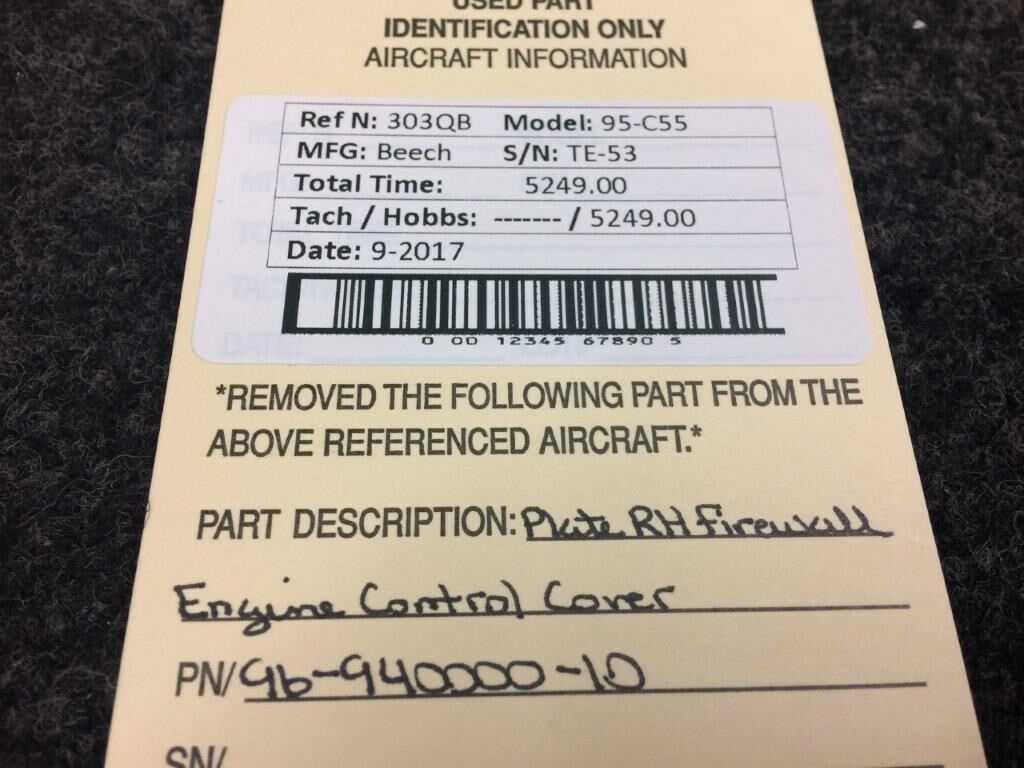 USED PART
IDENTIFICATION ONLY
AIRCRAFT INFORMATION
Ref N: 303QB Model: 95-C55
MFG: Beech S/N: TE-53
Total Time: 5249.00
Tach / Hobbs: ------- / 5249.00
Date: 9-2017
0 00 12345 67890 5
DATE:
*REMOVED THE FOLLOWING PART FROM THE
ABOVE REFERENCED AIRCRAFT.*
PART DESCRIPTION: Plate RH Firewall
Engine Control Cover
PN/ 96-940000-10
SN/